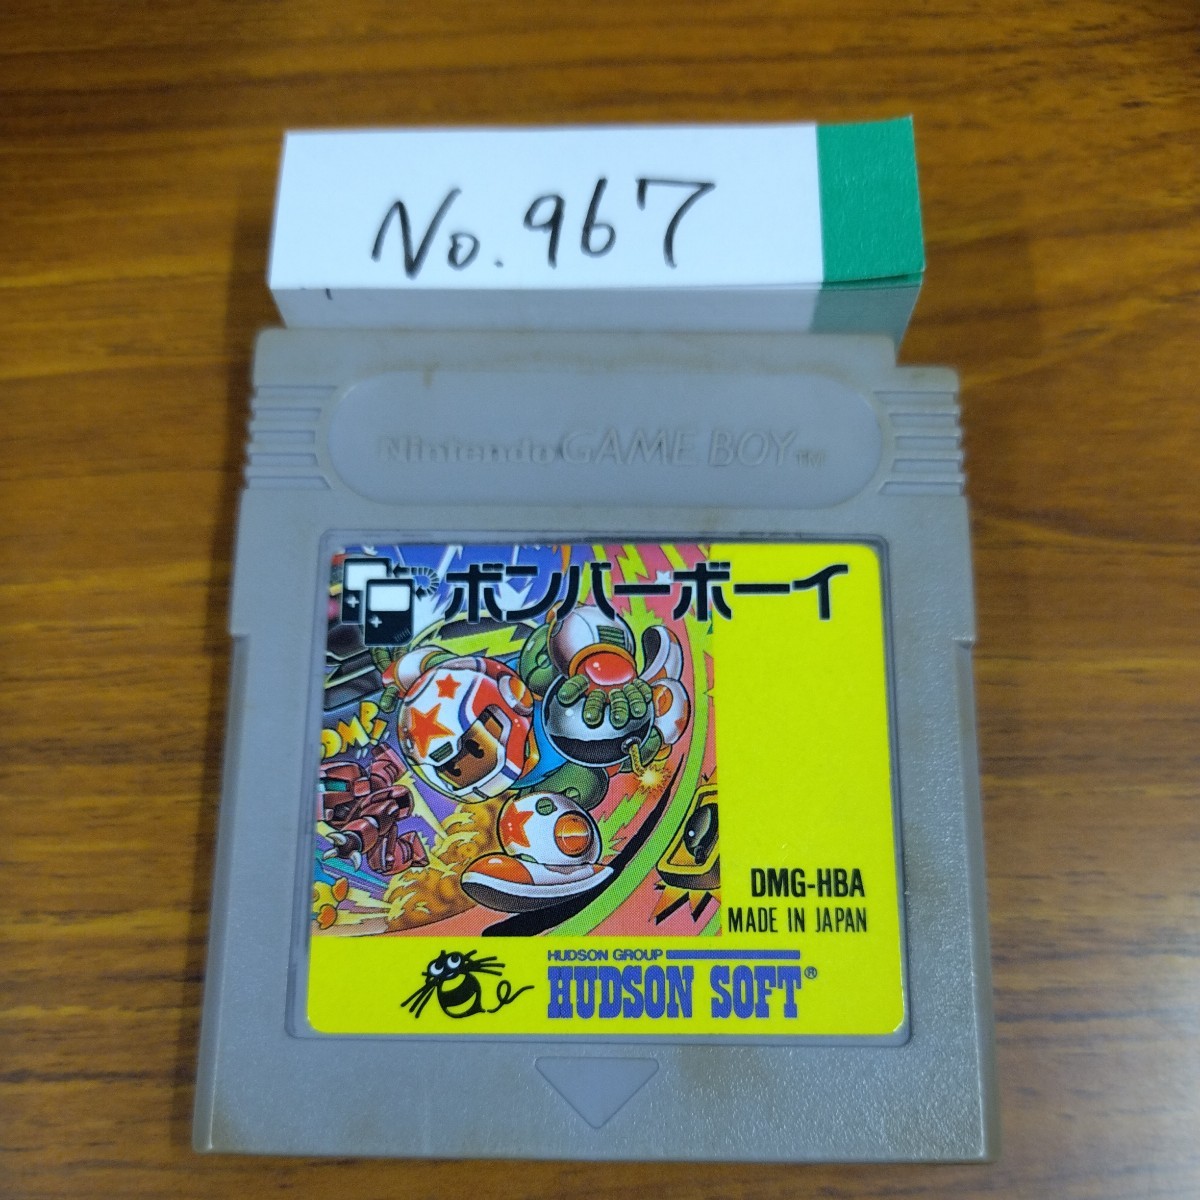 No.967
Nintendo GAME BOY™
ボンバーボーイ
DMG-HBA
MADE IN JAPAN
HUDSON GROUP
HUDSON SOFT®